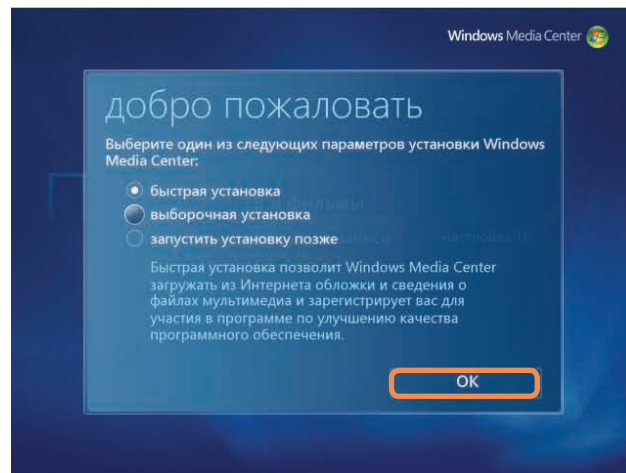 Windows Media Center
добро пожаловать
Выберите один из следующих параметров установки Windows
Media Center:
быстрая установка
выборочная установка
запустить установку позже
Быстрая установка позволит Windows Media Center
загружать из Интернета обложки и сведения о
файлах мультимедиа и зарегистрирует вас для
участия в программе по улучшению качества
программного обеспечения.
ОК